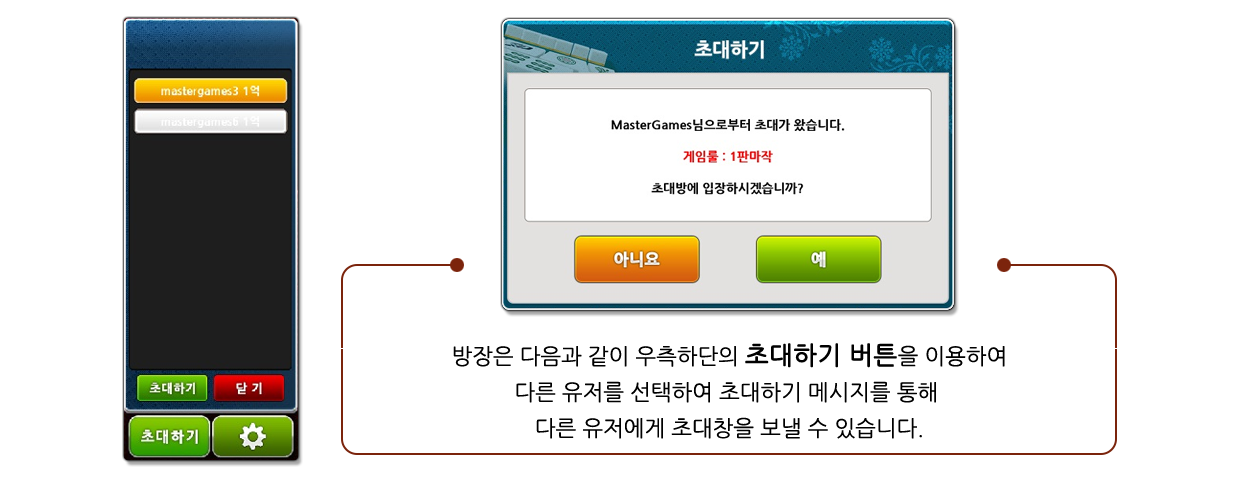 mastergames3 1억
mastergames6 1억
초대하기
닫 기
초대하기
초대하기
MasterGames님으로부터 초대가 왔습니다.
게임룰 : 1판마작
초대방에 입장하시겠습니까?
아니요
예
방장은 다음과 같이 우측하단의 초대하기 버튼을 이용하여
다른 유저를 선택하여 초대하기 메시지를 통해
다른 유저에게 초대창을 보낼 수 있습니다.